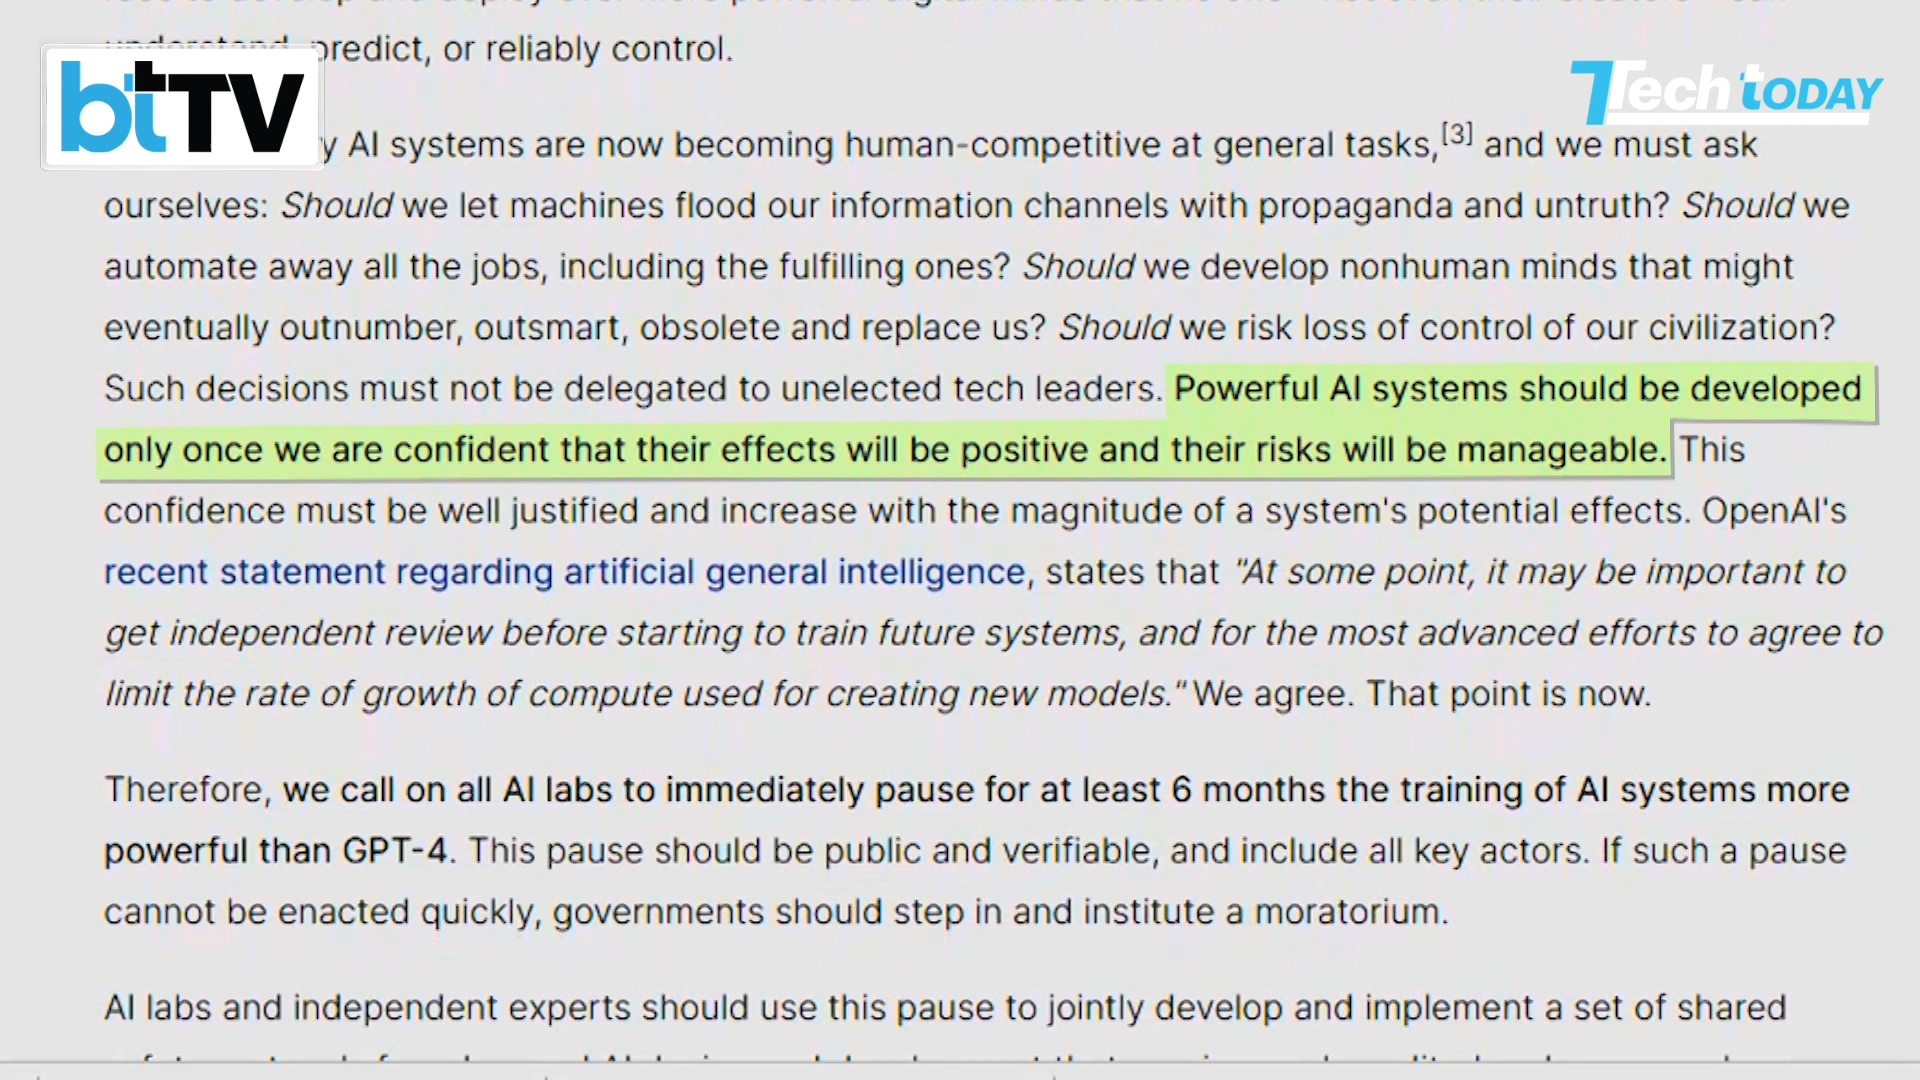 understand, predict, or reliably control.
btTV
Tech tODAY
y AI systems are now becoming human-competitive at general tasks,[3] and we must ask
ourselves: Should we let machines flood our information channels with propaganda and untruth? Should we
automate away all the jobs, including the fulfilling ones? Should we develop nonhuman minds that might
eventually outnumber, outsmart, obsolete and replace us? Should we risk loss of control of our civilization?
Such decisions must not be delegated to unelected tech leaders. Powerful AI systems should be developed
only once we are confident that their effects will be positive and their risks will be manageable. This
confidence must be well justified and increase with the magnitude of a system's potential effects. OpenAI's
recent statement regarding artificial general intelligence, states that "At some point, it may be important to
get independent review before starting to train future systems, and for the most advanced efforts to agree to
limit the rate of growth of compute used for creating new models." We agree. That point is now.
Therefore, we call on all AI labs to immediately pause for at least 6 months the training of AI systems more
powerful than GPT-4. This pause should be public and verifiable, and include all key actors. If such a pause
cannot be enacted quickly, governments should step in and institute a moratorium.
AI labs and independent experts should use this pause to jointly develop and implement a set of shared